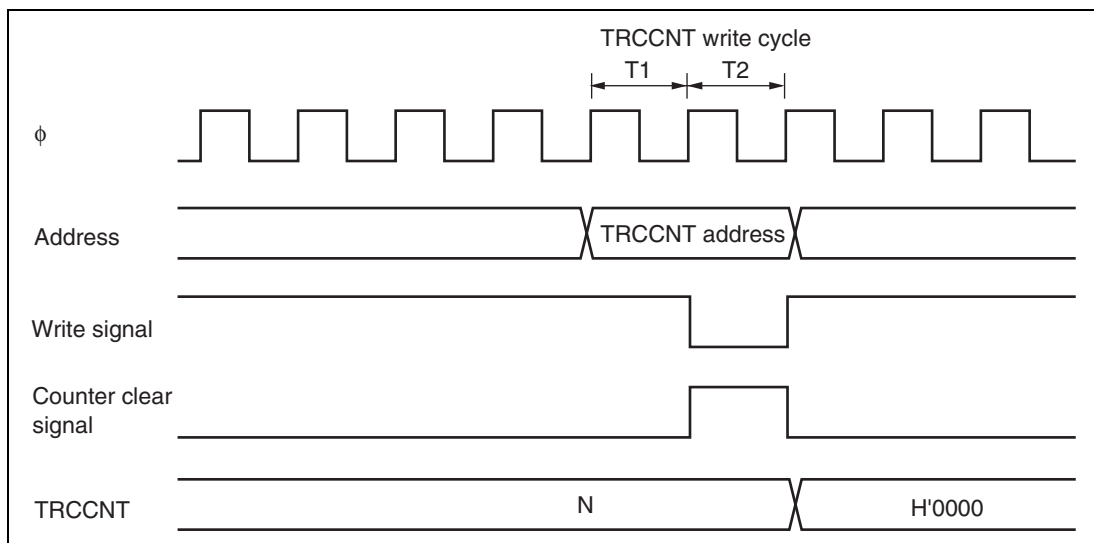 TRCCNT write cycle
T1 T2
ϕ
Address
TRCCNT address
Write signal
Counter clear
signal
TRCCNT
N
H'0000